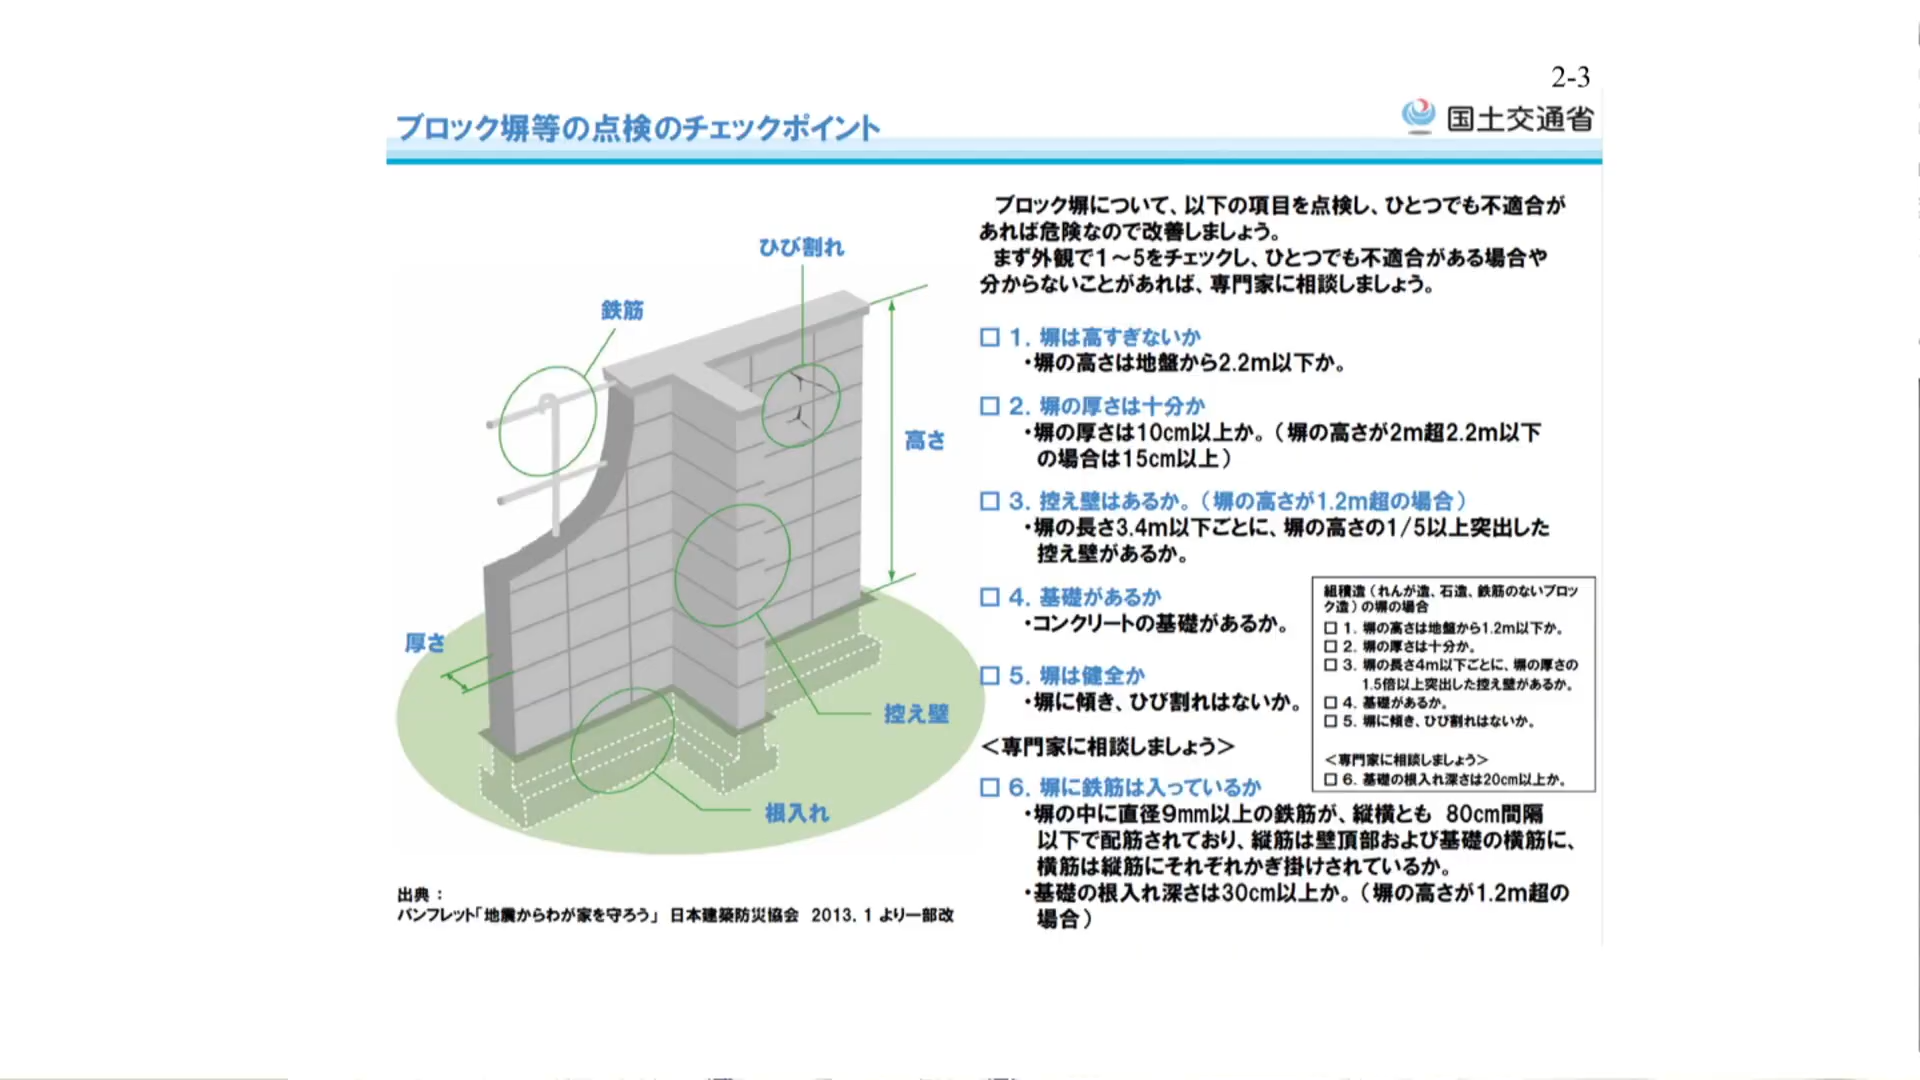 2-3
ブロック塀等の点検のチェックポイント
国土交通省
ひび割れ
鉄筋
高さ
厚さ
控え壁
根入れ
出典：
パンフレット「地震からわが家を守ろう」 日本建築防災協会 2013.1 より一部改
ブロック塀について、以下の項目を点検し、ひとつでも不適合が
あれば危険なので改善しましょう。
まず外観で1～5をチェックし、ひとつでも不適合がある場合や
分からないことがあれば、専門家に相談しましょう。
□ 1. 塀は高すぎないか
・塀の高さは地盤から2.2m以下か。
□ 2. 塀の厚さは十分か
・塀の厚さは10cm以上か。（塀の高さが2m超2.2m以下
の場合は15cm以上）
□ 3. 控え壁はあるか。（塀の高さが1.2m超の場合）
・塀の長さ3.4m以下ごとに、塀の高さの1/5以上突出した
控え壁があるか。
□ 4. 基礎があるか
・コンクリートの基礎があるか。
□ 5. 塀は健全か
・塀に傾き、ひび割れはないか。
＜専門家に相談しましょう＞
□ 6. 塀に鉄筋は入っているか
・塀の中に直径9mm以上の鉄筋が、縦横とも 80cm間隔
以下で配筋されており、縦筋は壁頂部および基礎の横筋に、
横筋は縦筋にそれぞれかぎ掛けされているか。
・基礎の根入れ深さは30cm以上か。（塀の高さが1.2m超の
場合）
組積造（れんが造、石造、鉄筋のないブロッ
ク造）の塀の場合
□ 1. 塀の高さは地盤から1.2m以下か。
□ 2. 塀の厚さは十分か。
□ 3. 塀の長さ4m以下ごとに、塀の厚さの
1.5倍以上突出した控え壁があるか。
□ 4. 基礎があるか。
□ 5. 塀に傾き、ひび割れはないか。
＜専門家に相談しましょう＞
□ 6. 基礎の根入れ深さは20cm以上か。